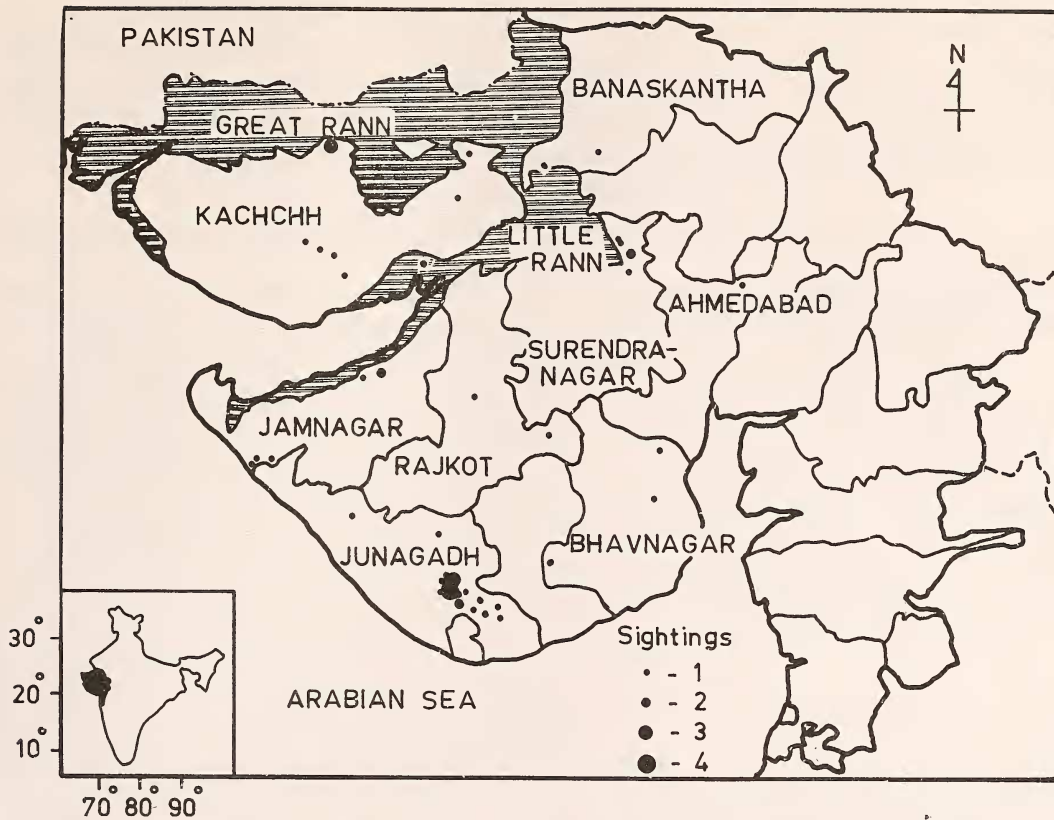 PAKISTAN
N
BANASKANTHA
GREAT RANN
KACHCHH
LITTLE
RANN
AHMEDABAD
SURENDRA-
NAGAR
JAMNAGAR
RAJKOT
JUNAGADH
BHAVNAGAR
Sightings
- 1
- 2
- 3
- 4
ARABIAN SEA
30°
20°
10°
70° 80° 90°